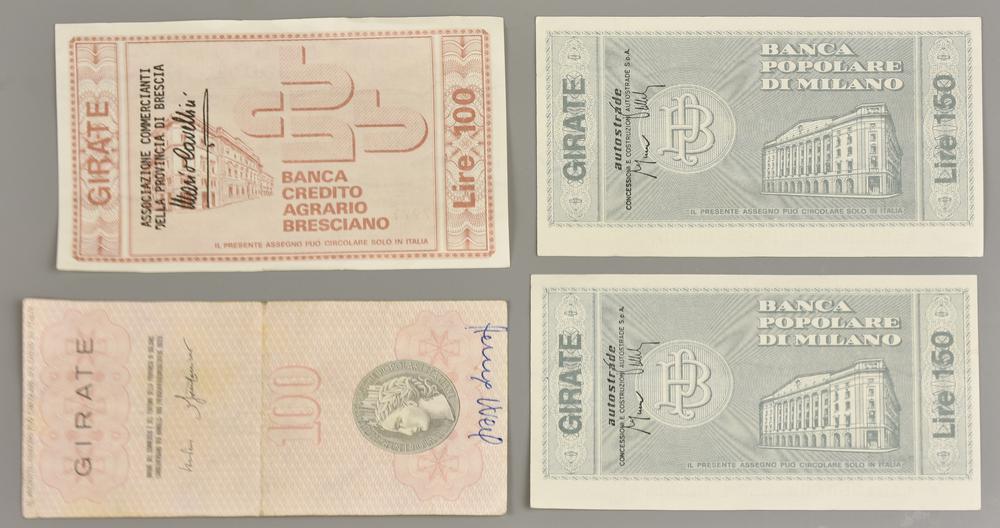 GIRATE
ASSOCIAZIONE COMMERCIANTI
DELLA PROVINCIA DI BRESCIA
BANCA
CREDITO
AGRARIO
BRESCIANO
IL PRESENTE ASSEGNO PUO CIRCOLARE SOLO IN ITALIA
Lire 100
GIRATE
autostrade
CONCESSIONI E COSTRUZIONI AUTOSTRADE S.p.A.
BANCA
POPOLARE
DI MILANO
IL PRESENTE ASSEGNO PUÒ CIRCOLARE SOLO IN ITALIA
Lire 150
GIRATE
100
GIRATE
autostrade
CONCESSIONI E COSTRUZIONI AUTOSTRADE S.p.A.
BANCA
POPOLARE
DI MILANO
IL PRESENTE ASSEGNO PUÒ CIRCOLARE SOLO IN ITALIA
Lire 150